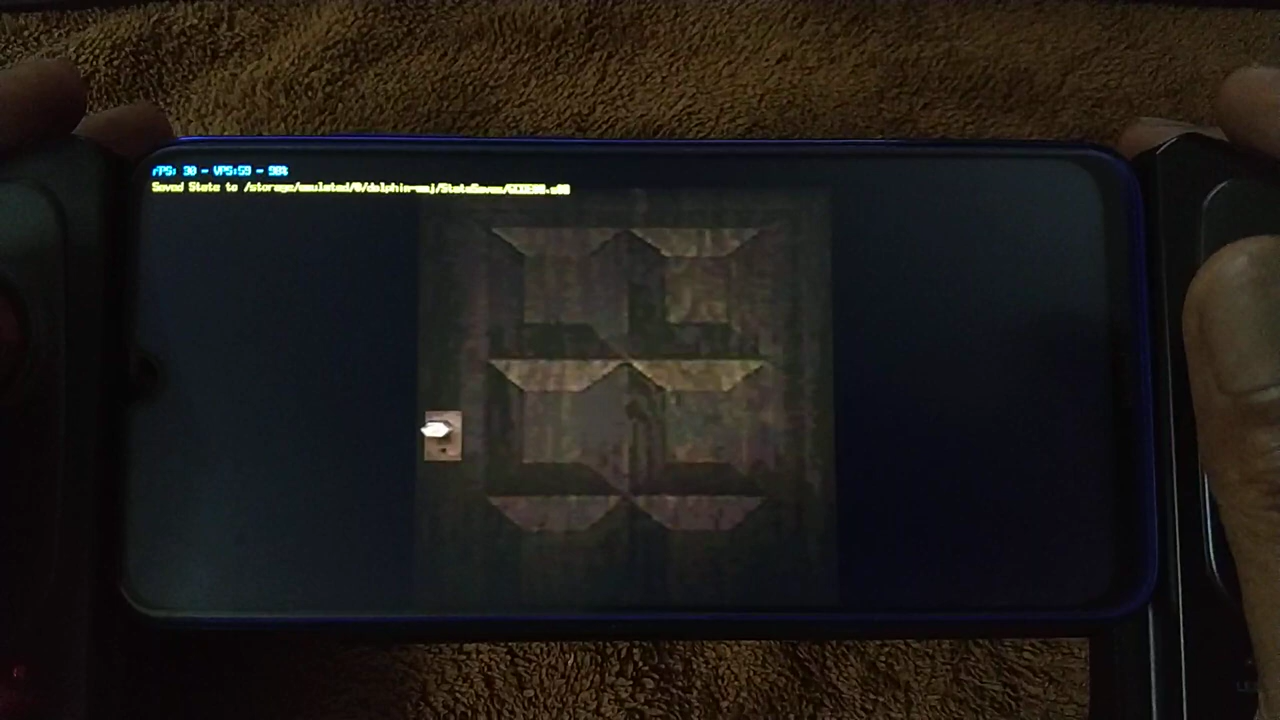 FPS: 30 - VPS:59 - 98%
Saved State to /storage/emulated/0/dolphin-mmj/StateSaves/